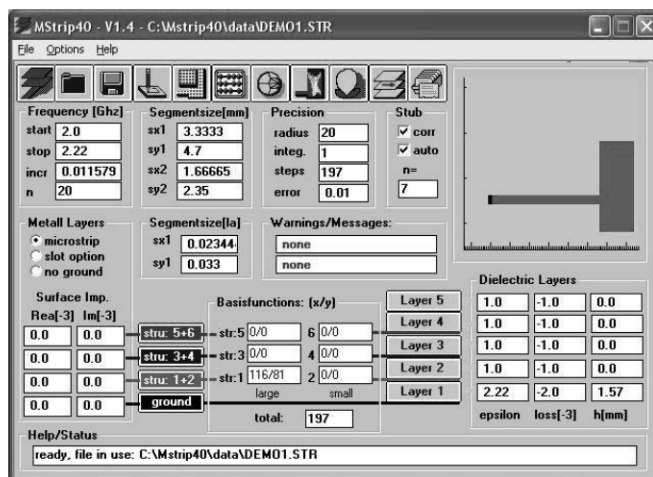 MStrip40 - V1.4 - C:\Mstrip40\data\DEMO1.STR
File Options Help
Frequency [Ghz]
start 2.0
stop 2.22
incr 0.011579
n 20
Segmentsize[mm]
sx1 3.3333
sy1 4.7
sx2 1.66665
sy2 2.35
Precision
radius 20
integ. 1
steps 197
error 0.01
Stub
corr
auto
n=
7
Metall Layers
microstrip
slot option
no ground
Segmentsize[la]
sx1 0.02344
sy1 0.033
Warnings/Messages:
none
none
Surface Imp.
Rea[-3] Im[-3]
0.0 0.0
0.0 0.0
0.0 0.0
0.0 0.0
stru: 5+6
stru: 3+4
stru: 1+2
ground
Basisfunctions: (x/y)
str:5 0/0 6 0/0
str:3 0/0 4 0/0
str:1 116/81 2 0/0
large small
total: 197
Layer 5
Layer 4
Layer 3
Layer 2
Layer 1
Dielectric Layers
1.0 -1.0 0.0
1.0 -1.0 0.0
1.0 -1.0 0.0
1.0 -1.0 0.0
2.22 -2.0 1.57
epsilon loss[-3] h[mm]
Help/Status
ready, file in use: C:\Mstrip40\data\DEMO1.STR